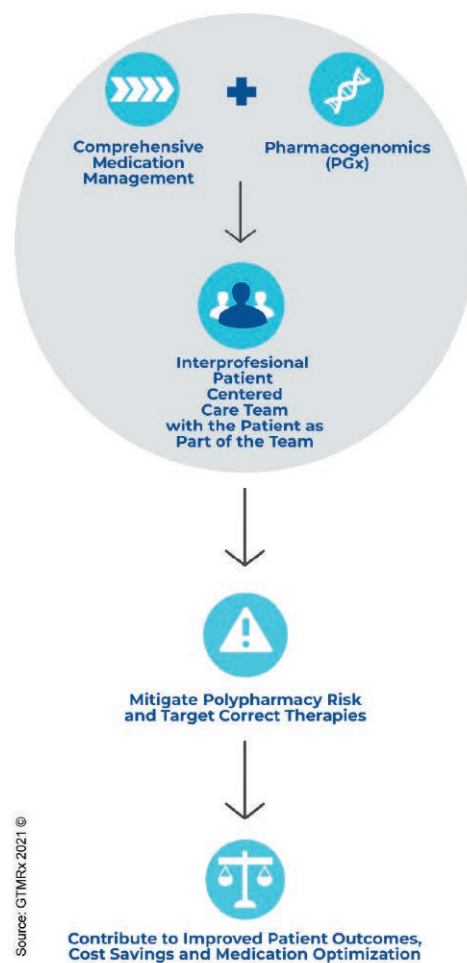 Comprehensive
Medication
Management
Pharmacogenomics
(PGx)
Interprofesional
Patient
Centered
Care Team
with the Patient as
Part of the Team
Mitigate Polypharmacy Risk
and Target Correct Therapies
Contribute to Improved Patient Outcomes,
Cost Savings and Medication Optimization
Source: GTMRx 2021 ©